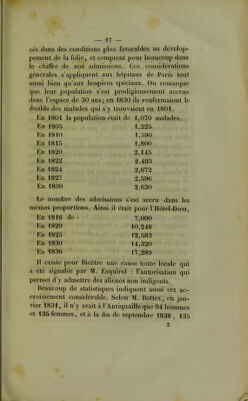 — 17 —
cés dans des conditions plus favorables au dévelop-
pement de la folie, et comptent pour beaucoup dans
le chiffre de nos admissions. Ces considérations
générales s'appliquent aux hôpitaux de Paris tout
aussi bien qu'aux hospices spéciaux. On remarque
que leur population s'est prodigieusement accrue
dans l'espace de 30 ans; en 1830 ils renfermaient le
double des malades qui s'y trouvaient en 1801.
En 1801 la population était de 1,070 malades.
En 1805 1,225
En 1810 1,590
En 1815 1,800
En 1820 2,145
En 1822 2,493
En 1824 2,672
En 1827 2,596
En 1830 2,630
Le nombre des admissions s'est accru dans les
mêmes proportions. Ainsi il était pour l'Hôtel-Dieu,
En 1816 de - 7,090
En 1820 10,248
En 1825 12,583
En 1830 14,320
En 1836 17,289
Il existe pour Bicêtre une cause toute locale qui
a été signalée par M. Esquirol : l'autorisation qui
permet d'y admettre des aliénés non indigents.
Beaucoup de statistiques indiquent aussi cet ac-
croissement considérable. Selon M. Bottex, en jan-
vier 1831, il n'y avait à l'Antiquaille que 94 hommes
et 135 femmes, et à la fin de septembre 1838, 135
2